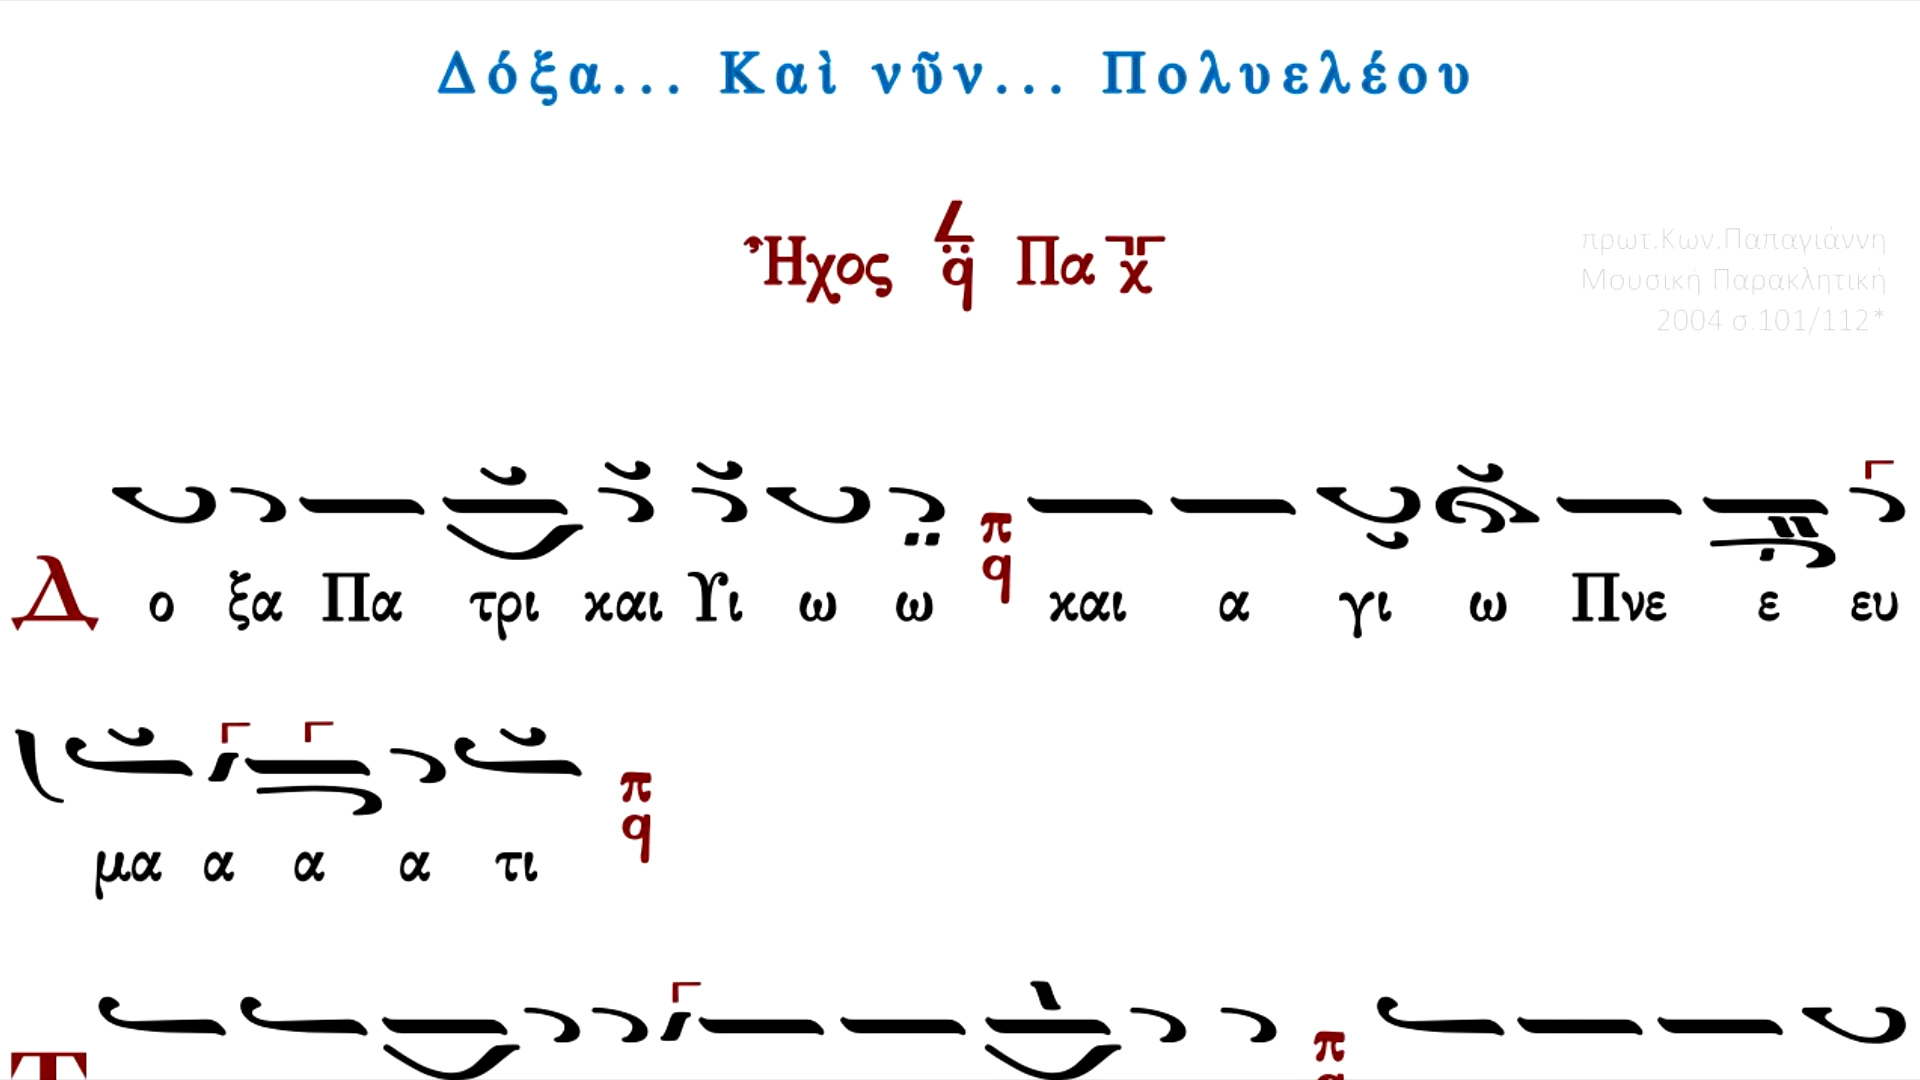 Δόξα... Καὶ νῦν... Πολυελέου
Ἦχος q̈ Πα χ
πρωτ.Κων.Παπαγιάννη
Μουσική Παρακλητική
2004 σ.101/112*
Δ ο ξα Πα τρι και Υι ω ω π q και α γι ω Πνε ε ευ
μα α α α τι π q
Τ π